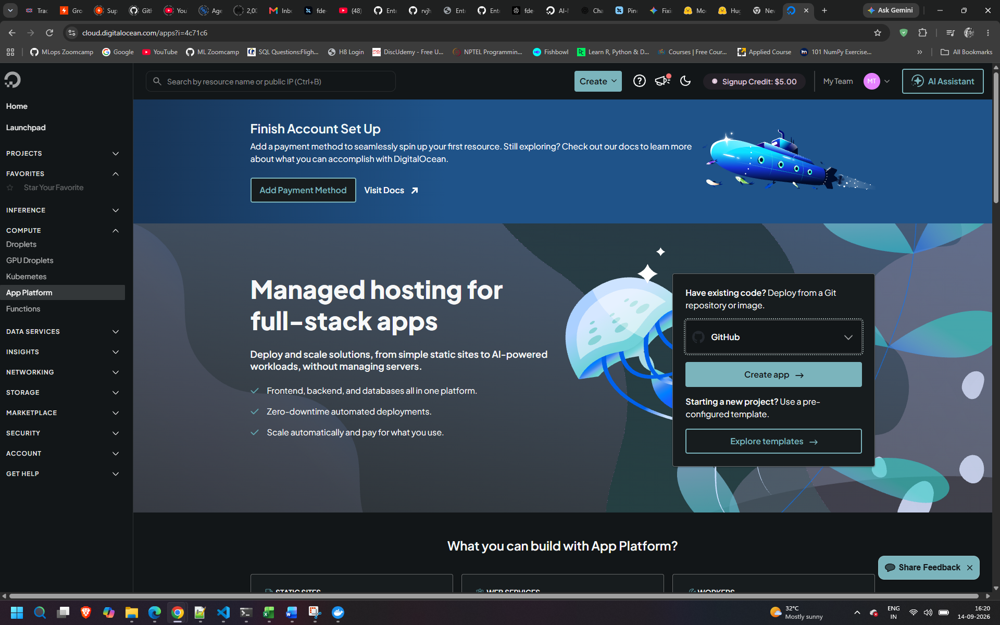 Trac
Gro
Sup
Gith
You
Age
2,00
Inbo
fde-
(48)
Ente
rvjh
Ente
Ente
fde-
AI-I
Cha
Pine
Fixi
Mo
Hug
Nev
Ask Gemini
cloud.digitalocean.com/apps?i=4c71c6
MLops Zoomcamp
Google
YouTube
ML Zoomcamp
SQL Questions:Fligh...
H8 Login
DiscUdemy - Free U...
NPTEL Programmin...
Fishbowl
Learn R, Python & D...
Courses | Free Cour...
Applied Course
101 NumPy Exercise...
All Bookmarks
Search by resource name or public IP (Ctrl+B)
Create
Signup Credit: $5.00
My Team
MT
AI Assistant
Home
Launchpad
PROJECTS
FAVORITES
Star Your Favorite
INFERENCE
COMPUTE
Droplets
GPU Droplets
Kubernetes
App Platform
Functions
DATA SERVICES
INSIGHTS
NETWORKING
STORAGE
MARKETPLACE
SECURITY
ACCOUNT
GET HELP
Finish Account Set Up
Add a payment method to seamlessly spin up your first resource. Still exploring? Check out our docs to learn more
about what you can accomplish with DigitalOcean.
Add Payment Method
Visit Docs
Managed hosting for
full-stack apps
Deploy and scale solutions, from simple static sites to AI-powered
workloads, without managing servers.
Frontend, backend, and databases all in one platform.
Zero-downtime automated deployments.
Scale automatically and pay for what you use.
Have existing code? Deploy from a Git
repository or image.
GitHub
Create app
Starting a new project? Use a pre-
configured template.
Explore templates
What you can build with App Platform?
STATIC SITES
WEB SERVICES
WORKERS
Share Feedback
32°C
Mostly sunny
ENG
IN
16:20
14-09-2026